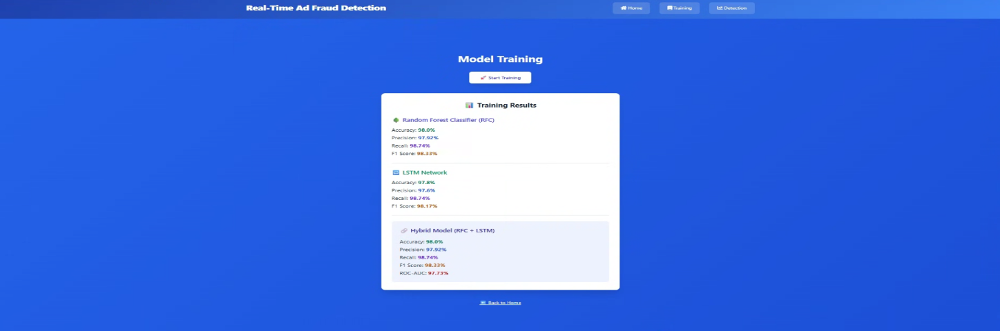 Real-Time Ad Fraud Detection
Home
Training
Detection
Model Training
Start Training
Training Results
Random Forest Classifier (RFC)
Accuracy: 98.0%
Precision: 97.92%
Recall: 98.74%
F1 Score: 98.33%
LSTM Network
Accuracy: 97.8%
Precision: 97.6%
Recall: 98.74%
F1 Score: 98.17%
Hybrid Model (RFC + LSTM)
Accuracy: 98.0%
Precision: 97.92%
Recall: 98.74%
F1 Score: 98.33%
ROC-AUC: 97.73%
Back to Home